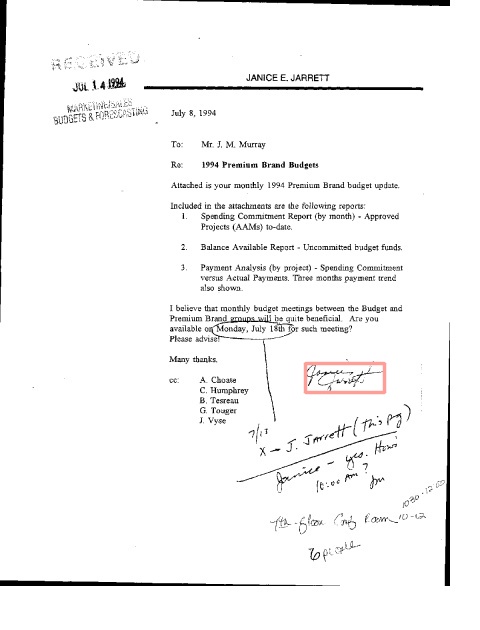 RECEIVED
JUL 14 1994
MARKETING/SALES
BUDGETS & FORECASTING
JANICE E. JARRETT
July 8, 1994
To: Mr. J. M. Murray
Re: 1994 Premium Brand Budgets
Attached is your monthly 1994 Premium Brand budget update.
Included in the attachments are the following reports:
1. Spending Commitment Report (by month) - Approved
Projects (AAMs) to-date.
2. Balance Available Report - Uncommitted budget funds.
3. Payment Analysis (by project) - Spending Commitment
versus Actual Payments. Three months payment trend
also shown.
I believe that monthly budget meetings between the Budget and
Premium Brand groups will be quite beneficial. Are you
available on Monday, July 18th for such meeting?
Please advise!
Many thanks,
Janice
Jarrett
cc: A. Choate
C. Humphrey
B. Tesreau
G. Touger
J. Vyse
X - J. Jarrett (this pg)
Janice - yes. How's
10:00 AM?
Jm
1030-12:00
7th Floor Conf Room 10-12
6 people